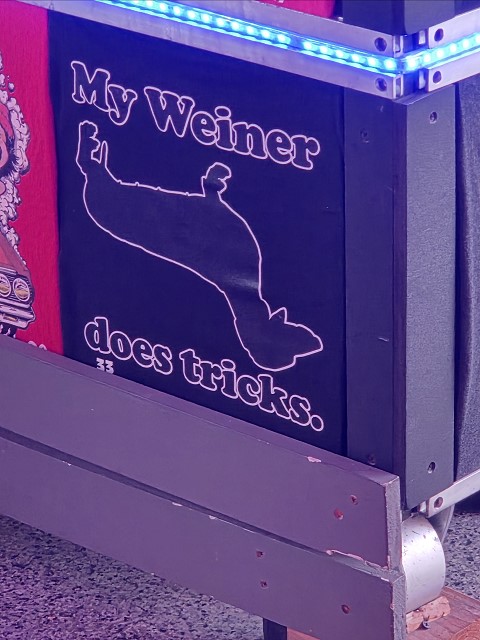 My Weiner
does tricks.
33